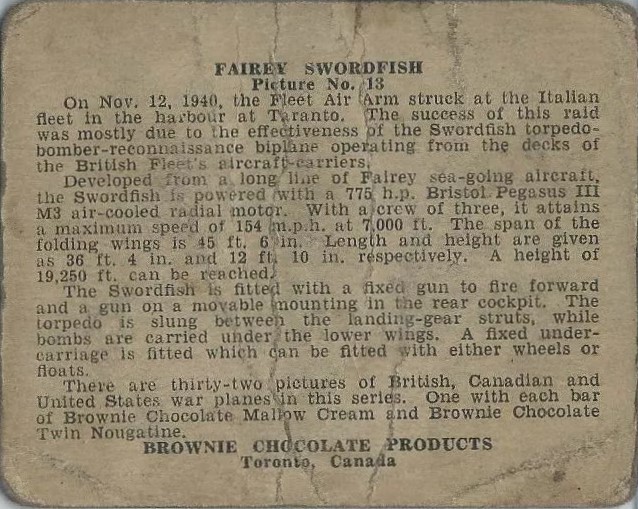 FAIREY SWORDFISH
Picture No. 13
On Nov. 12, 1940, the Fleet Air Arm struck at the Italian
fleet in the harbour at Taranto. The success of this raid
was mostly due to the effectiveness of the Swordfish torpedo-
bomber-reconnaissance biplane operating from the decks of
the British Fleet's aircraft-carriers.
Developed from a long line of Fairey sea-going aircraft,
the Swordfish is powered with a 775 h.p. Bristol Pegasus III
M3 air-cooled radial motor. With a crew of three, it attains
a maximum speed of 154 m.p.h. at 7,000 ft. The span of the
folding wings is 45 ft. 6 in. Length and height are given
as 36 ft. 4 in. and 12 ft. 10 in. respectively. A height of
19,250 ft. can be reached.
The Swordfish is fitted with a fixed gun to fire forward
and a gun on a movable mounting in the rear cockpit. The
torpedo is slung between the landing-gear struts, while
bombs are carried under the lower wings. A fixed under-
carriage is fitted which can be fitted with either wheels or
floats.
There are thirty-two pictures of British, Canadian and
United States war planes in this series. One with each bar
of Brownie Chocolate Mallow Cream and Brownie Chocolate
Twin Nougatine.
BROWNIE CHOCOLATE PRODUCTS
Toronto, Canada